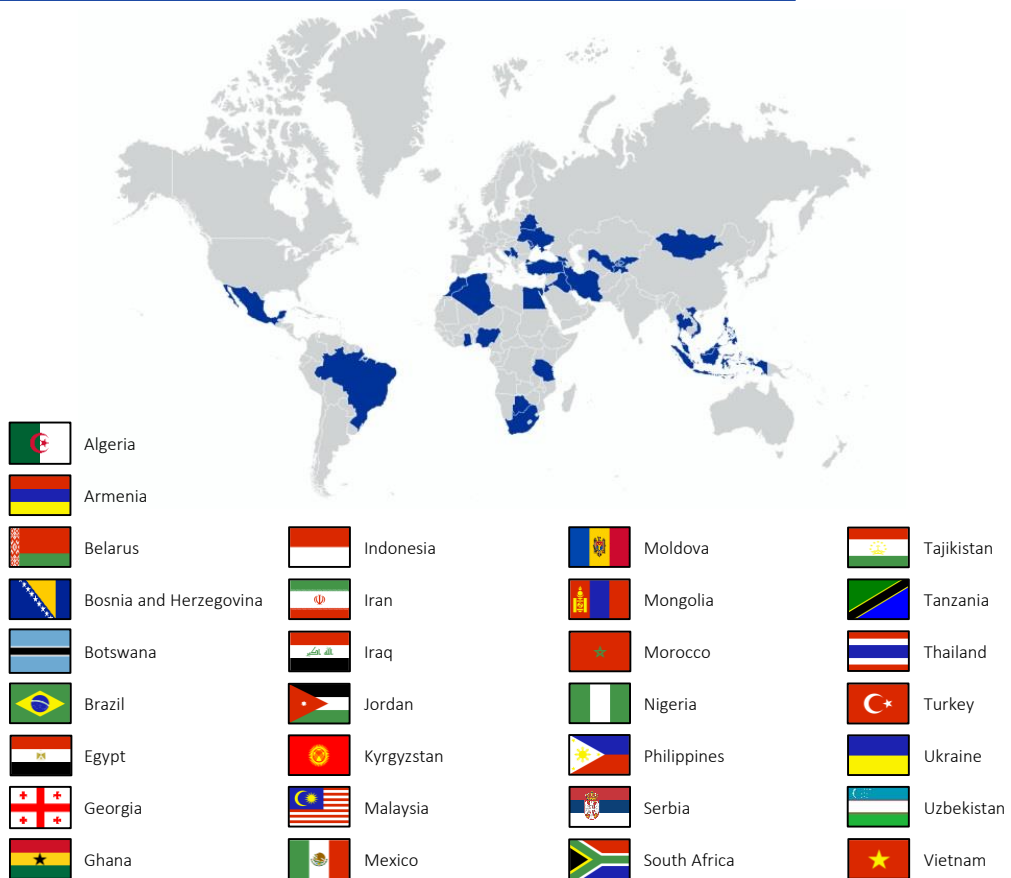 Algeria
Armenia
Belarus
Bosnia and Herzegovina
Botswana
Brazil
Egypt
Georgia
Ghana
Indonesia
Iran
Iraq
Jordan
Kyrgyzstan
Malaysia
Mexico
Moldova
Mongolia
Morocco
Nigeria
Philippines
Serbia
South Africa
Tajikistan
Tanzania
Thailand
Turkey
Ukraine
Uzbekistan
Vietnam